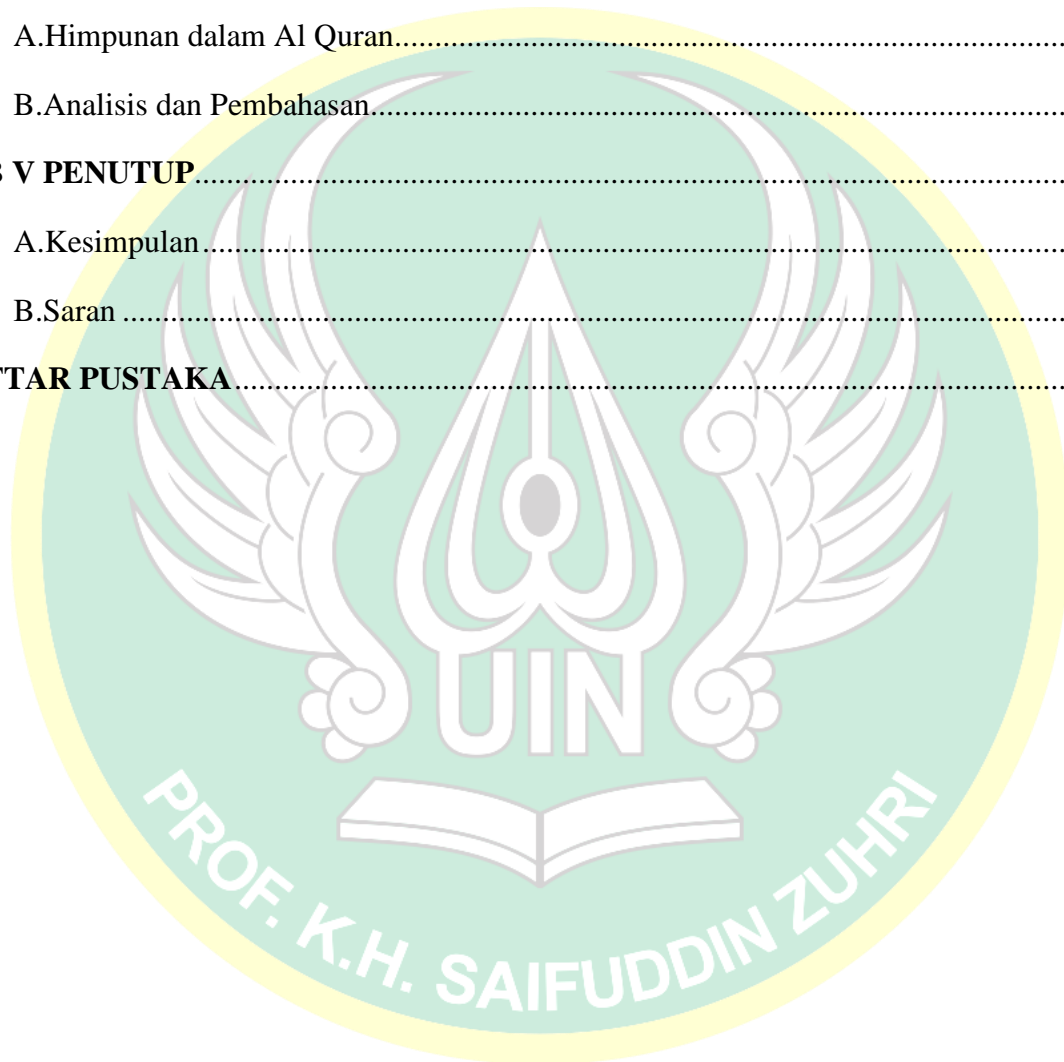 A.Himpunan dalam Al Quran.....................................................................................
B.Analisis dan Pembahasan........................................................................................
V PENUTUP...............................................................................................................
A.Kesimpulan..............................................................................................................
B.Saran........................................................................................................................
TAR PUSTAKA..........................................................................................................
UIN
PROF. K.H. SAIFUDDIN ZUHRI